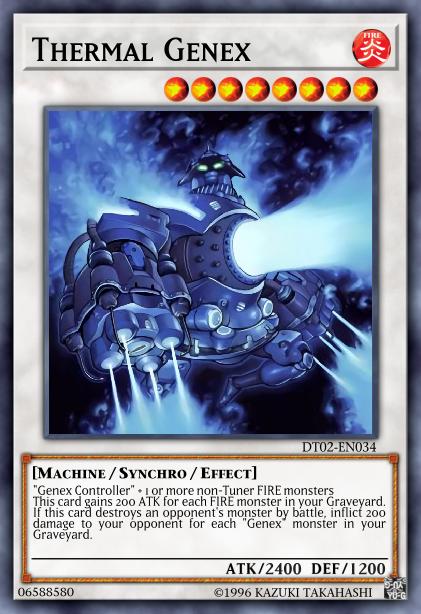 THERMAL GENEX
FIRE
炎
DT02-EN034
[MACHINE / SYNCHRO / EFFECT]
"Genex Controller" + 1 or more non-Tuner FIRE monsters
This card gains 200 ATK for each FIRE monster in your Graveyard.
If this card destroys an opponent's monster by battle, inflict 200
damage to your opponent for each "Genex" monster in your
Graveyard.
ATK/2400 DEF/1200
06588580
©1996 KAZUKI TAKAHASHI